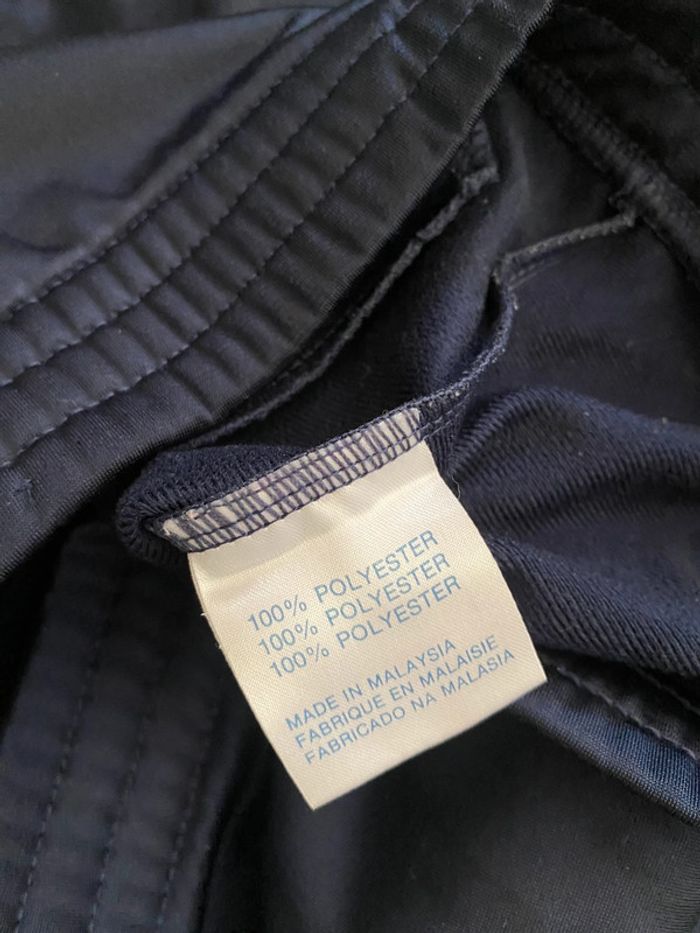 100% POLYESTER
100% POLYESTER
100% POLYESTER
MADE IN MALAYSIA
FABRIQUE EN MALAISIE
FABRICADO NA MALASIA